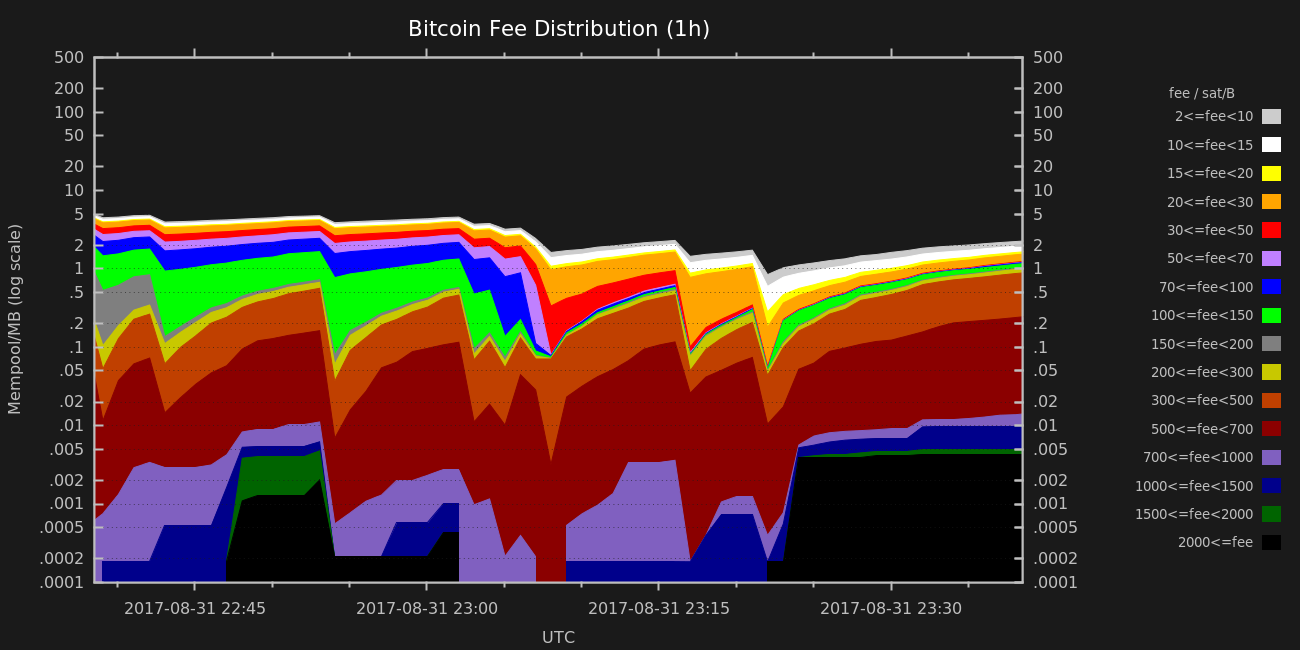 Bitcoin Fee Distribution (1h)
500 500
200 200
100 100
50 50
20 20
10 10
5 5
2 2
1 1
.5 .5
.2 .2
.1 .1
.05 .05
.02 .02
.01 .01
.005 .005
.002 .002
.001 .001
.0005 .0005
.0002 .0002
.0001 .0001
Mempool/MB (log scale)
2017-08-31 22:45 2017-08-31 23:00 2017-08-31 23:15 2017-08-31 23:30
UTC
fee / sat/B
2<=fee<10
10<=fee<15
15<=fee<20
20<=fee<30
30<=fee<50
50<=fee<70
70<=fee<100
100<=fee<150
150<=fee<200
200<=fee<300
300<=fee<500
500<=fee<700
700<=fee<1000
1000<=fee<1500
1500<=fee<2000
2000<=fee